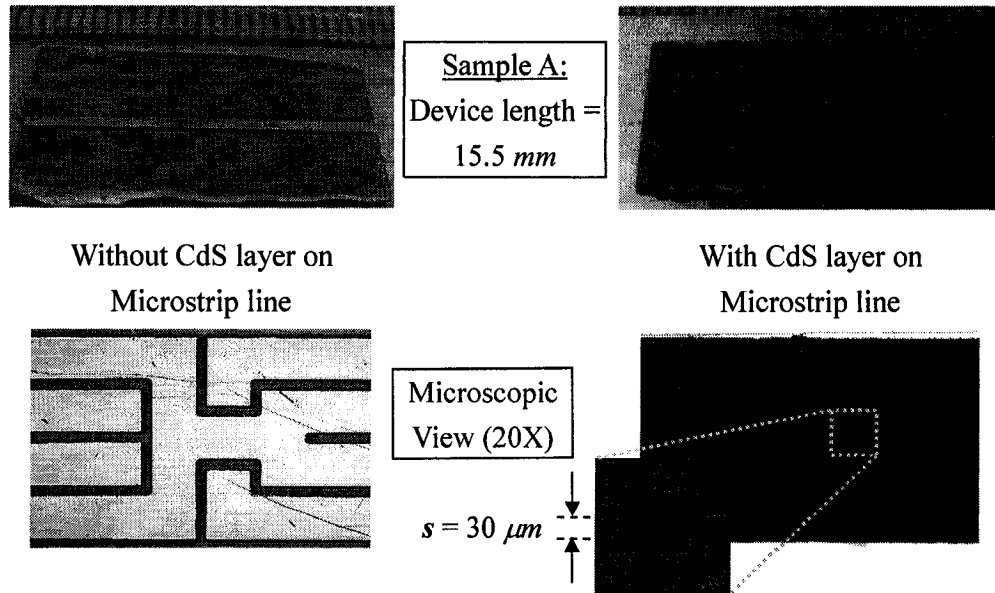 Sample A:
Device length =
15.5 mm
Without CdS layer on
Microstrip line
With CdS layer on
Microstrip line
Microscopic
View (20X)
s = 30 μm